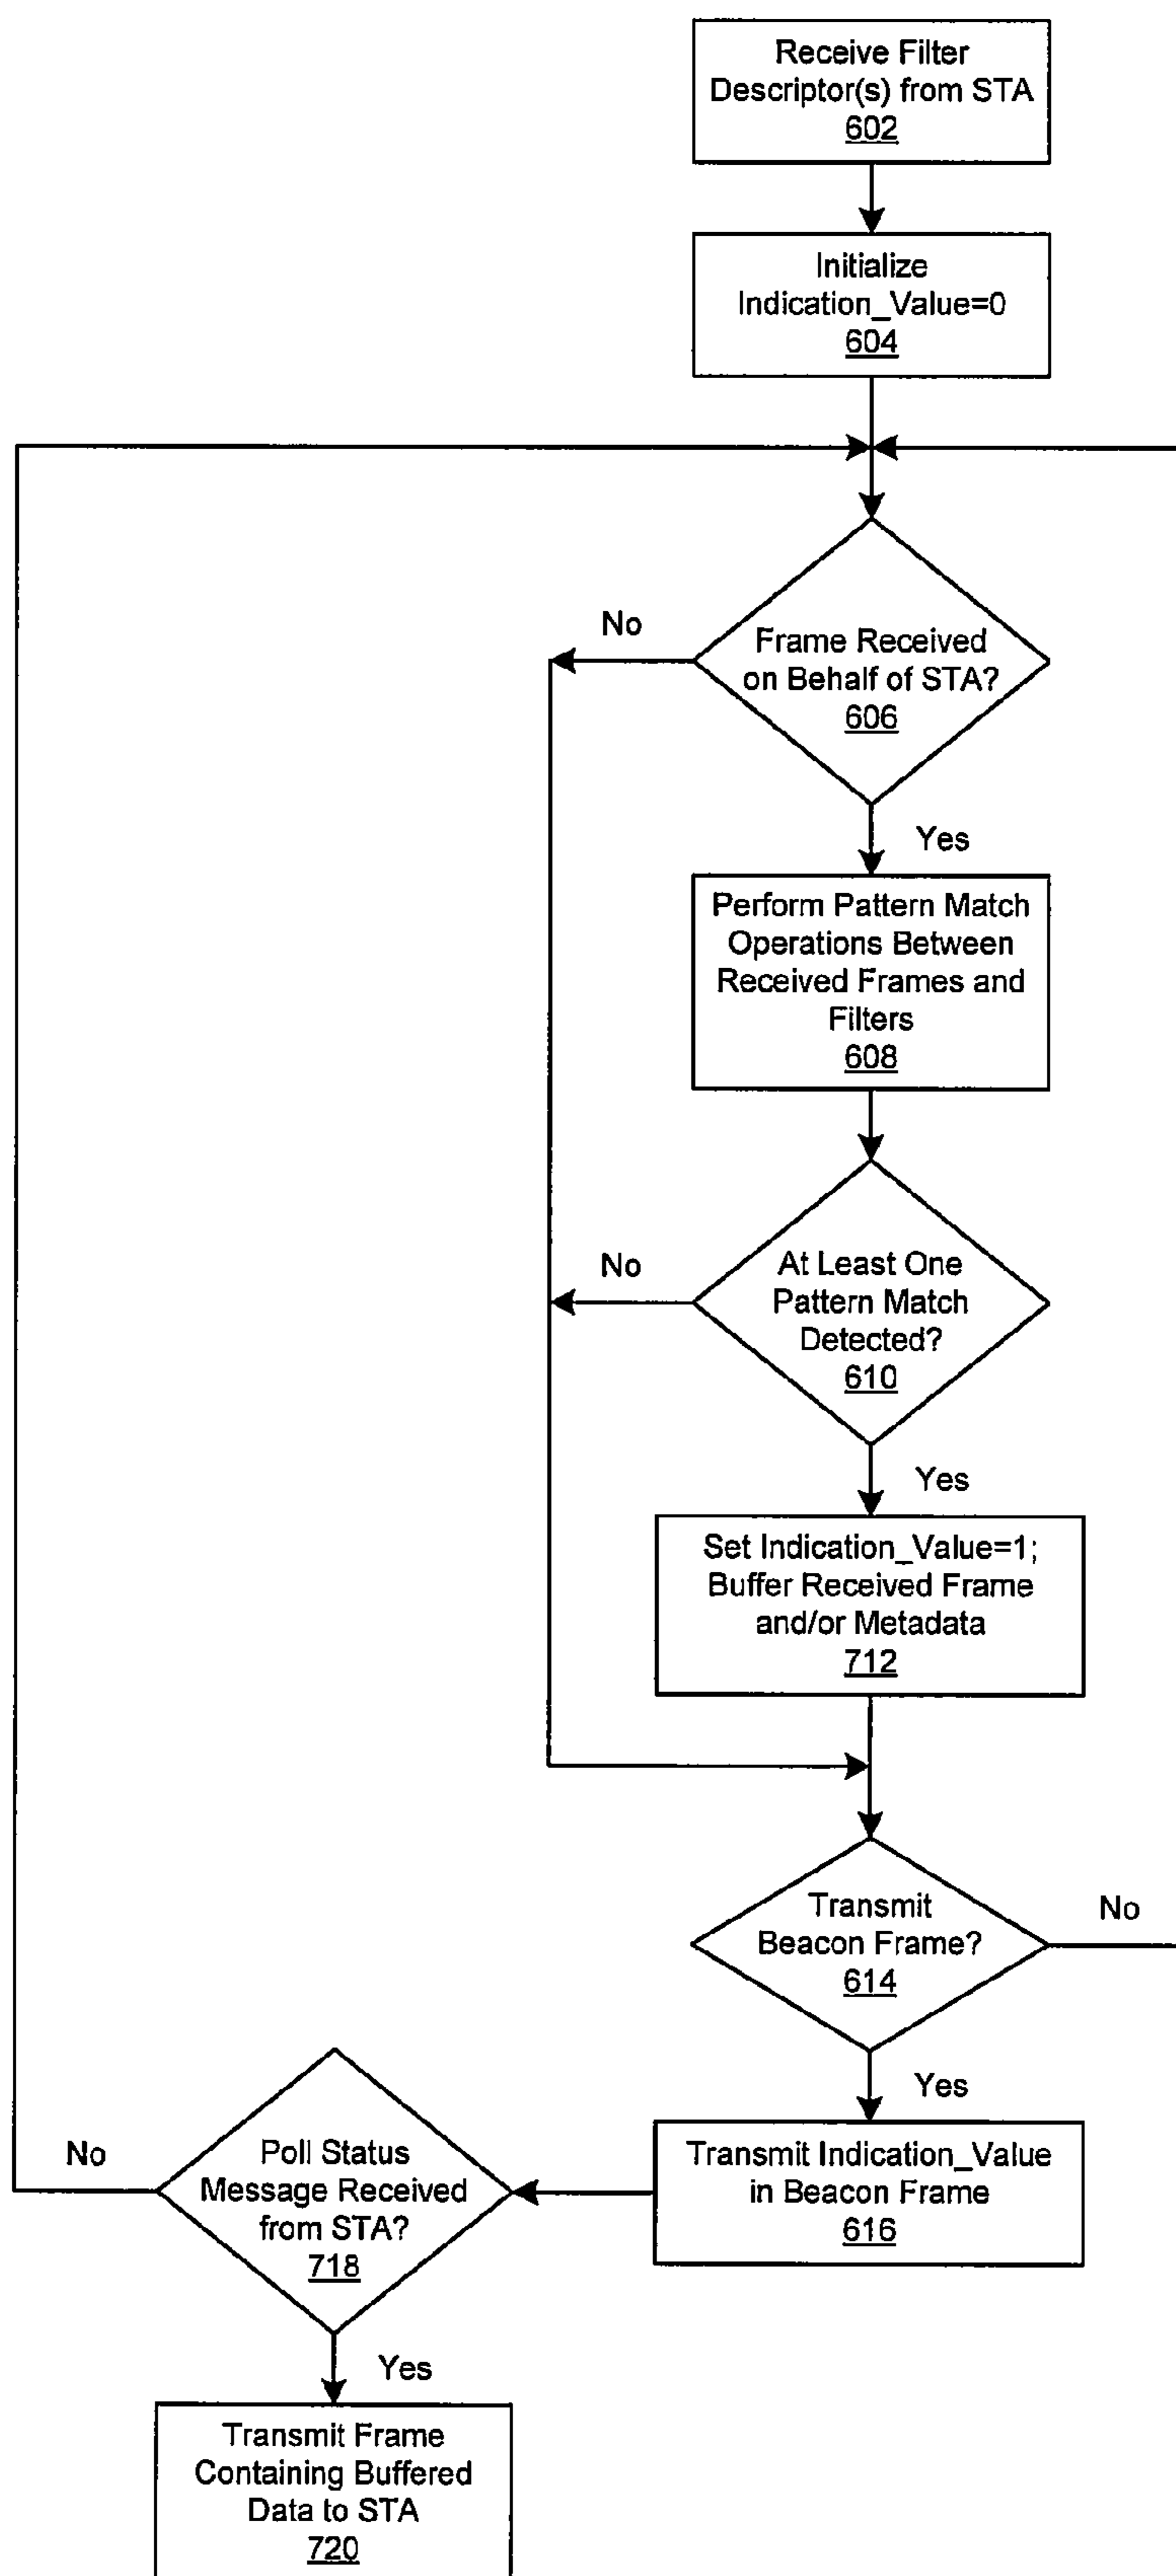 Receive Filter
Descriptor(s) from STA
602
Initialize
Indication_Value=0
604
Frame Received
on Behalf of STA?
606
No
Yes
Perform Pattern Match
Operations Between
Received Frames and
Filters
608
At Least One
Pattern Match
Detected?
610
No
Yes
Set Indication_Value=1;
Buffer Received Frame
and/or Metadata
712
Transmit
Beacon Frame?
614
No
Yes
Transmit Indication_Value
in Beacon Frame
616
Poll Status
Message Received
from STA?
718
No
Yes
Transmit Frame
Containing Buffered
Data to STA
720